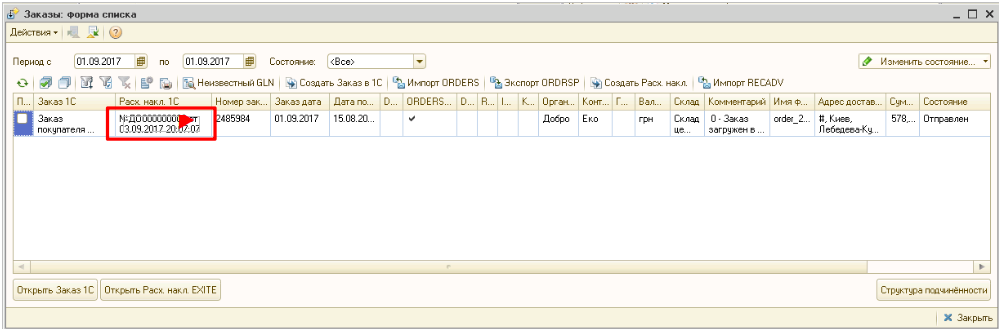 Заказы: форма списка
Действия
Период с 01.09.2017 по 01.09.2017 Состояние: <Все> Изменить состояние...
Неизвестный GLN Создать Заказ в 1С Импорт ORDERS Экспорт ORDRSP Создать Расх. накл. Импорт RECADV
П... Заказ 1С Расх. накл. 1С Номер зак... Заказ дата Дата по... D... ORDERS... D... R... I... К... Орган... Конт... Г... Вал... Склад Комментарий Имя ф... Адрес достав... Сум... Состояние
Заказ 2485984 01.09.2017 15.08.20... ✔ Добро Еко грн Склад 0 - Заказ order_2... #, Киев, 578,... Отправлен
покупателя ... 03.09.2017 20:07:07 це... загружен в ... Лебедева-Ку...
Открыть Заказ 1С Открыть Расх. накл. EXITE Структура подчинённости
Закрыть